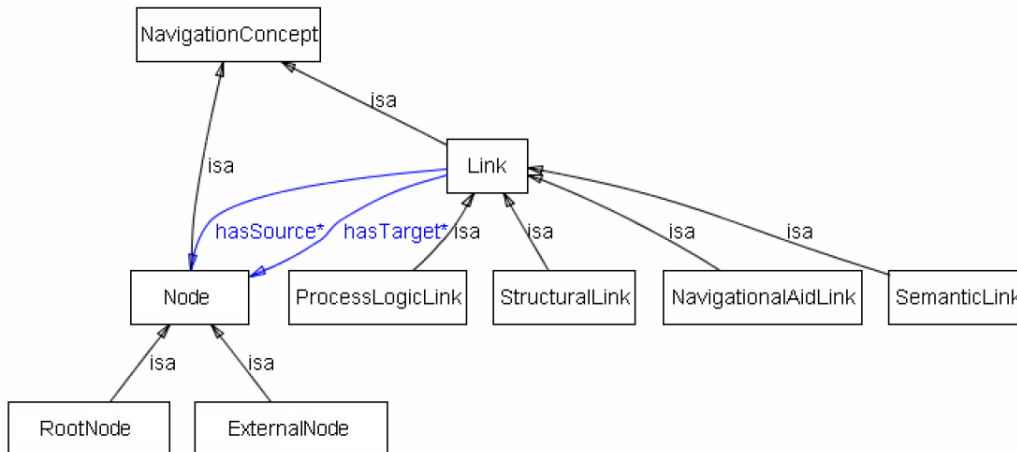 NavigationConcept
isa
Link
isa
hasSource* hasTarget* isa isa isa isa
Node ProcessLogicLink StructuralLink NavigationalAidLink SemanticLink
isa isa
RootNode ExternalNode